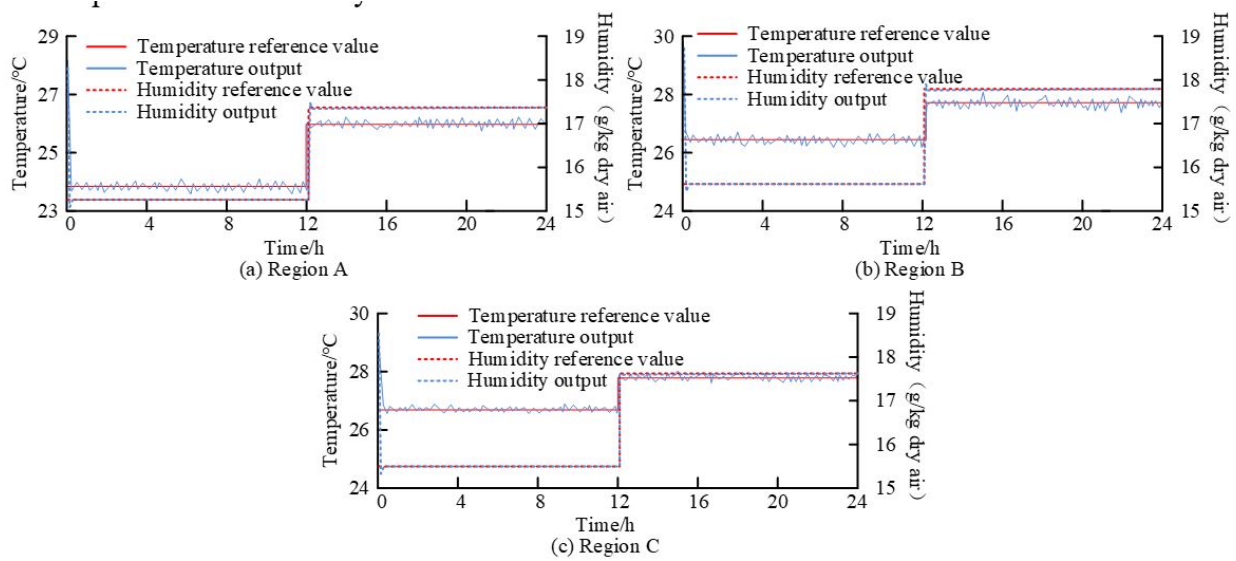 29
27
25
23
Temperature/°C
Temperature reference value
Temperature output
Humidity reference value
Humidity output
19
18
17
16
15
Humidity（g/kg dry air）
0 4 8 12 16 20 24
Time/h
(a) Region A
30
28
26
24
Temperature/°C
Temperature reference value
Temperature output
Humidity reference value
Humidity output
19
18
17
16
15
Humidity（g/kg dry air）
0 4 8 12 16 20 24
Time/h
(b) Region B
30
28
26
24
Temperature/°C
Temperature reference value
Temperature output
Humidity reference value
Humidity output
19
18
17
16
15
Humidity（g/kg dry air）
0 4 8 12 16 20 24
Time/h
(c) Region C